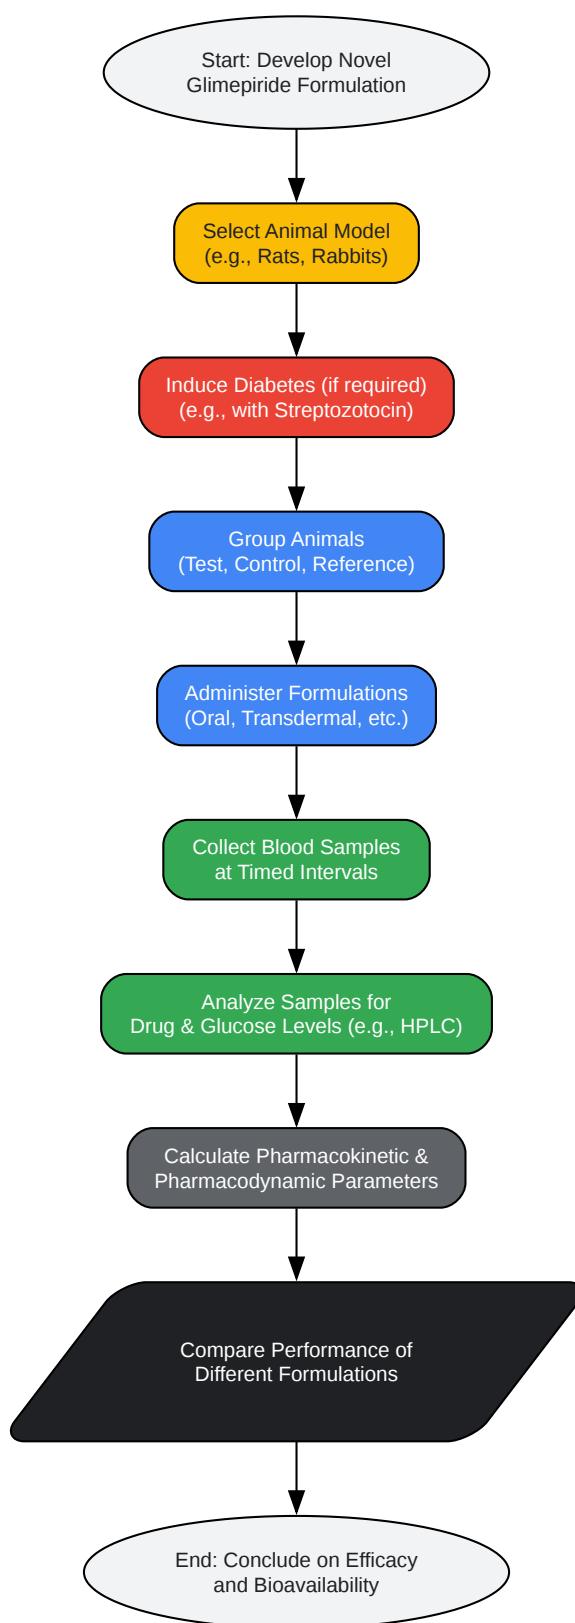 Start: Develop Novel
Glimepiride Formulation
Select Animal Model
(e.g., Rats, Rabbits)
Induce Diabetes (if required)
(e.g., with Streptozotocin)
Group Animals
(Test, Control, Reference)
Administer Formulations
(Oral, Transdermal, etc.)
Collect Blood Samples
at Timed Intervals
Analyze Samples for
Drug & Glucose Levels (e.g., HPLC)
Calculate Pharmacokinetic &
Pharmacodynamic Parameters
Compare Performance of
Different Formulations
End: Conclude on Efficacy
and Bioavailability